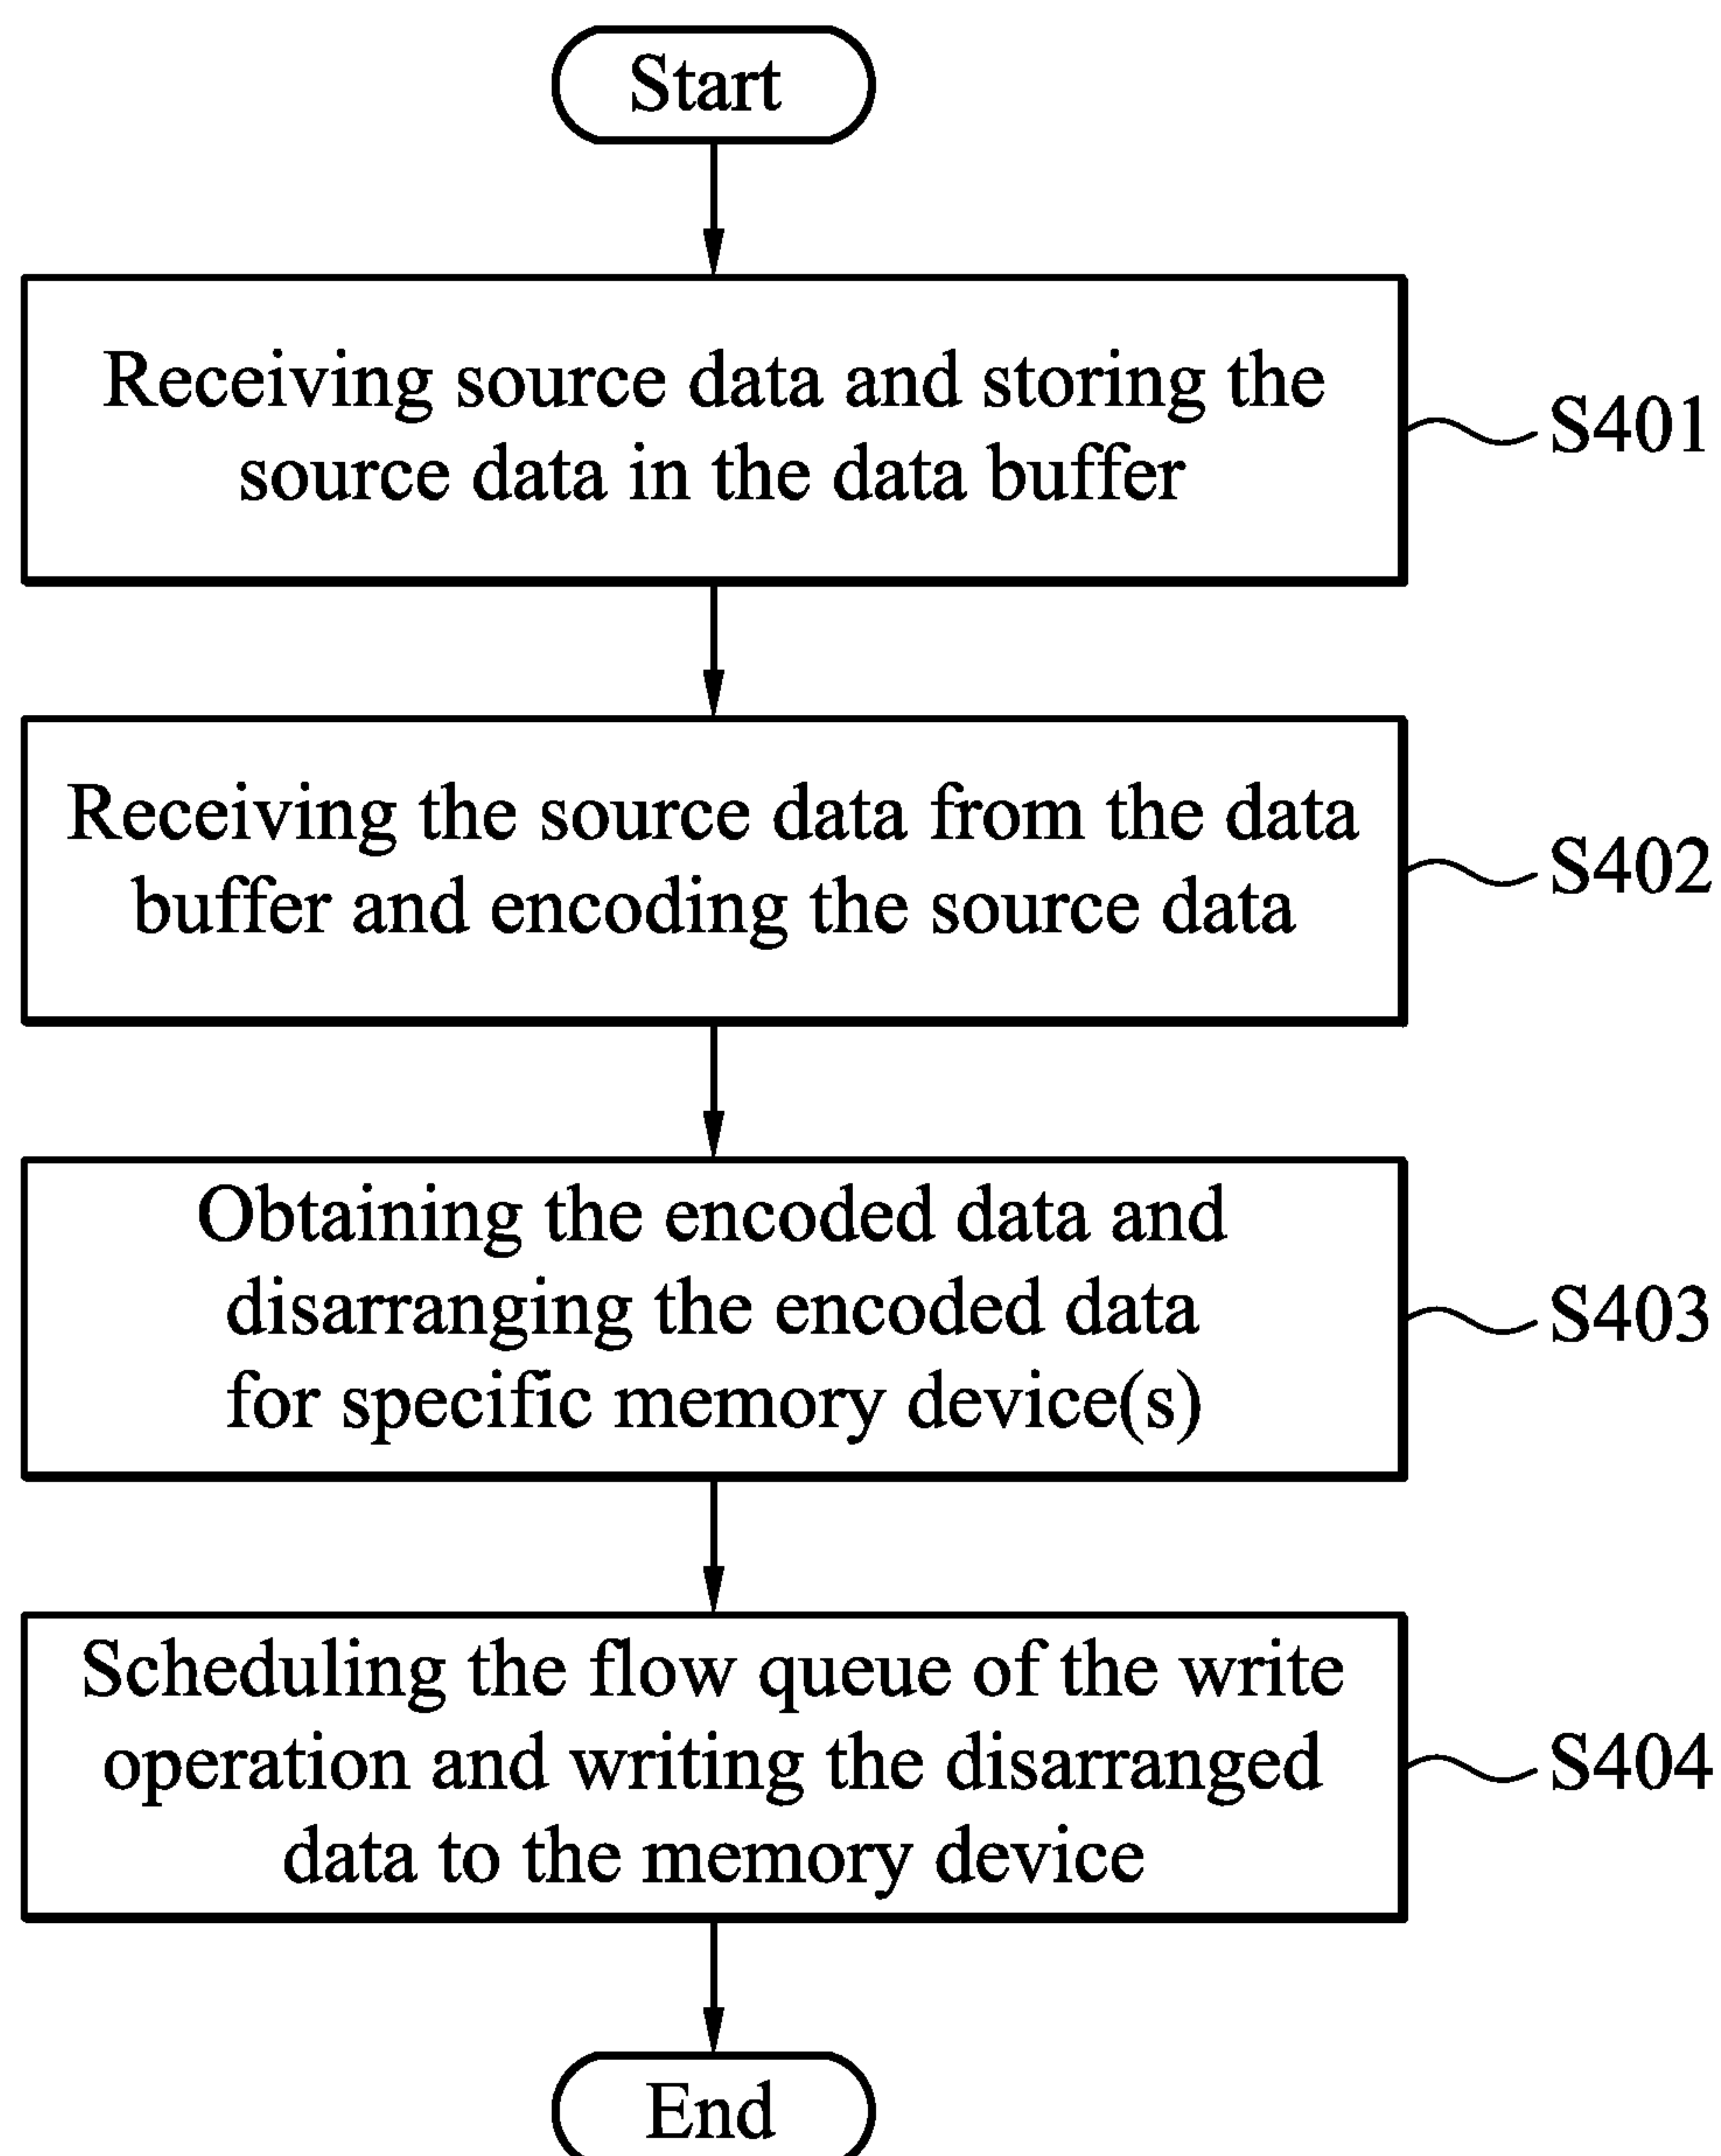 Start
Receiving source data and storing the
source data in the data buffer
S401
Receiving the source data from the data
buffer and encoding the source data
S402
Obtaining the encoded data and
disarranging the encoded data
for specific memory device(s)
S403
Scheduling the flow queue of the write
operation and writing the disarranged
data to the memory device
S404
End